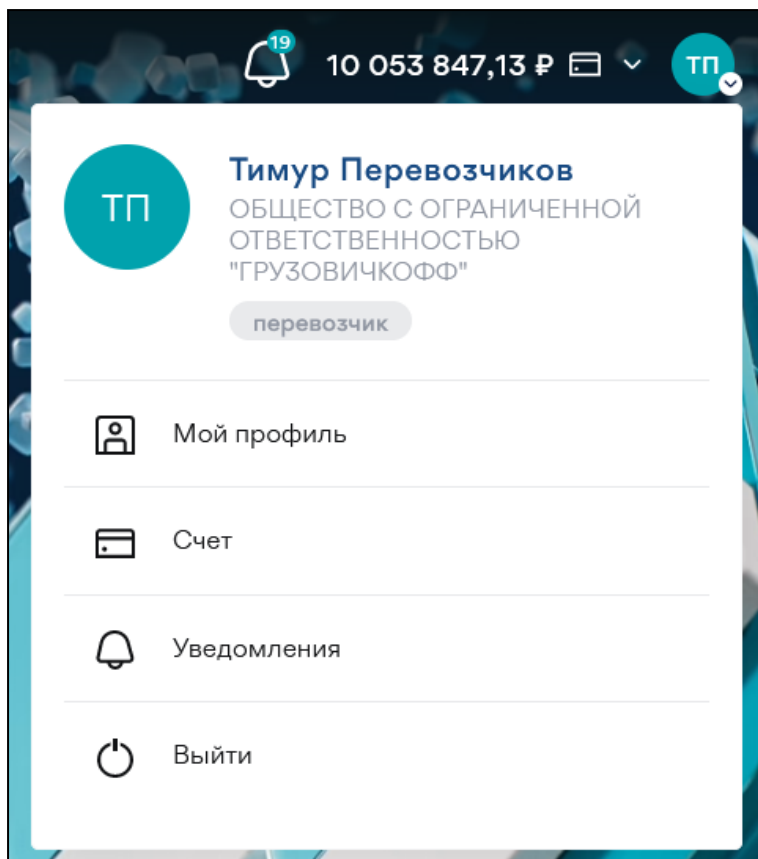 19
10 053 847,13 ₽
ТП
ТП
Тимур Перевозчиков
ОБЩЕСТВО С ОГРАНИЧЕННОЙ
ОТВЕТСТВЕННОСТЬЮ
"ГРУЗОВИЧКОФФ"
перевозчик
Мой профиль
Счет
Уведомления
Выйти